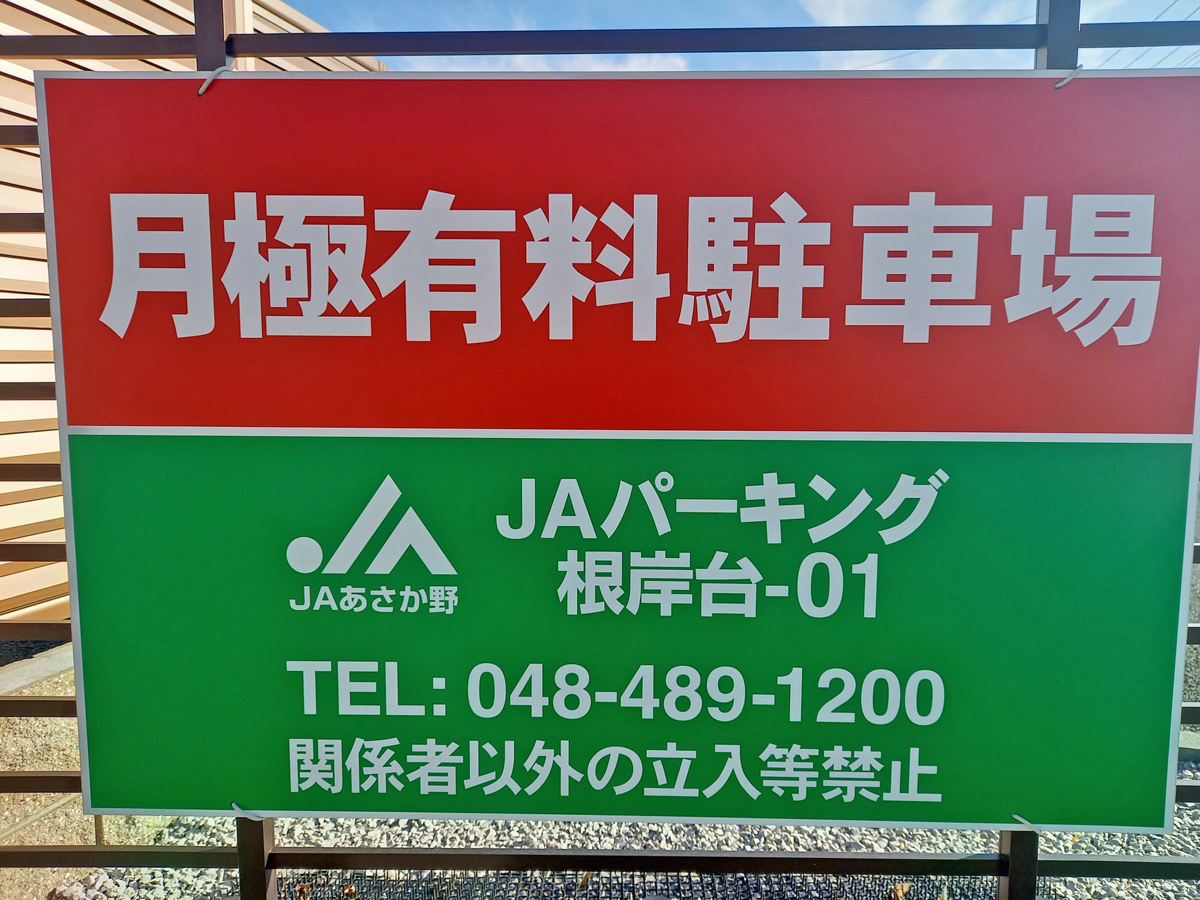 月極有料駐車場
JAパーキング
根岸台-01
JAあさか野
TEL: 048-489-1200
関係者以外の立入等禁止